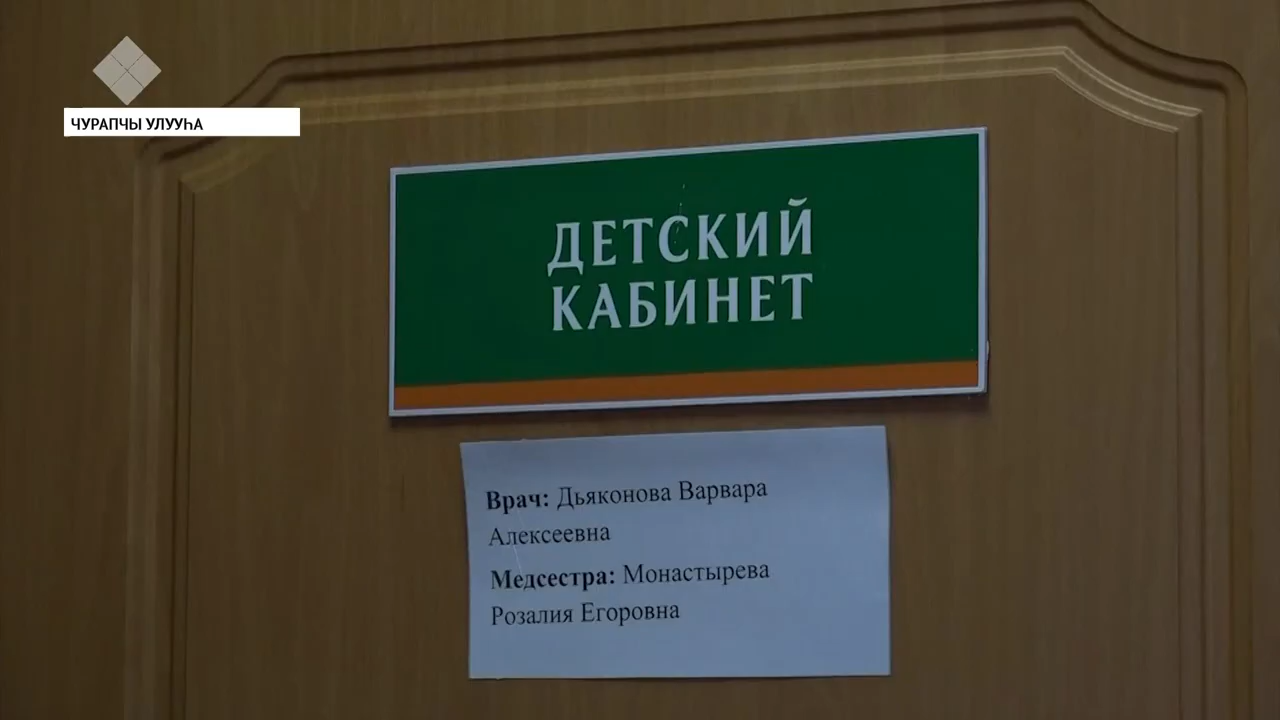 ЧУРАПЧЫ УЛУУҺА
ДЕТСКИЙ
КАБИНЕТ
Врач: Дьяконова Варвара
Алексеевна
Медсестра: Монастырева
Розалия Егоровна